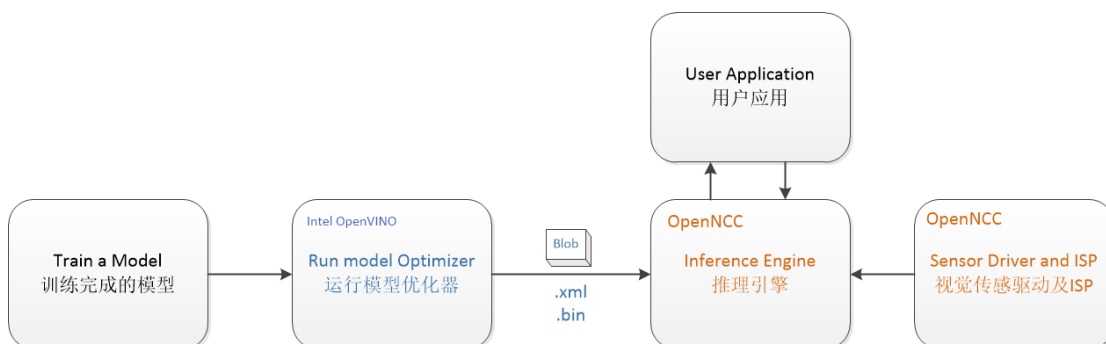 User Application
用户应用
Train a Model
训练完成的模型
Intel OpenVINO
Run model Optimizer
运行模型优化器
Blob
.xml
.bin
OpenNCC
Inference Engine
推理引擎
OpenNCC
Sensor Driver and ISP
视觉传感驱动及ISP